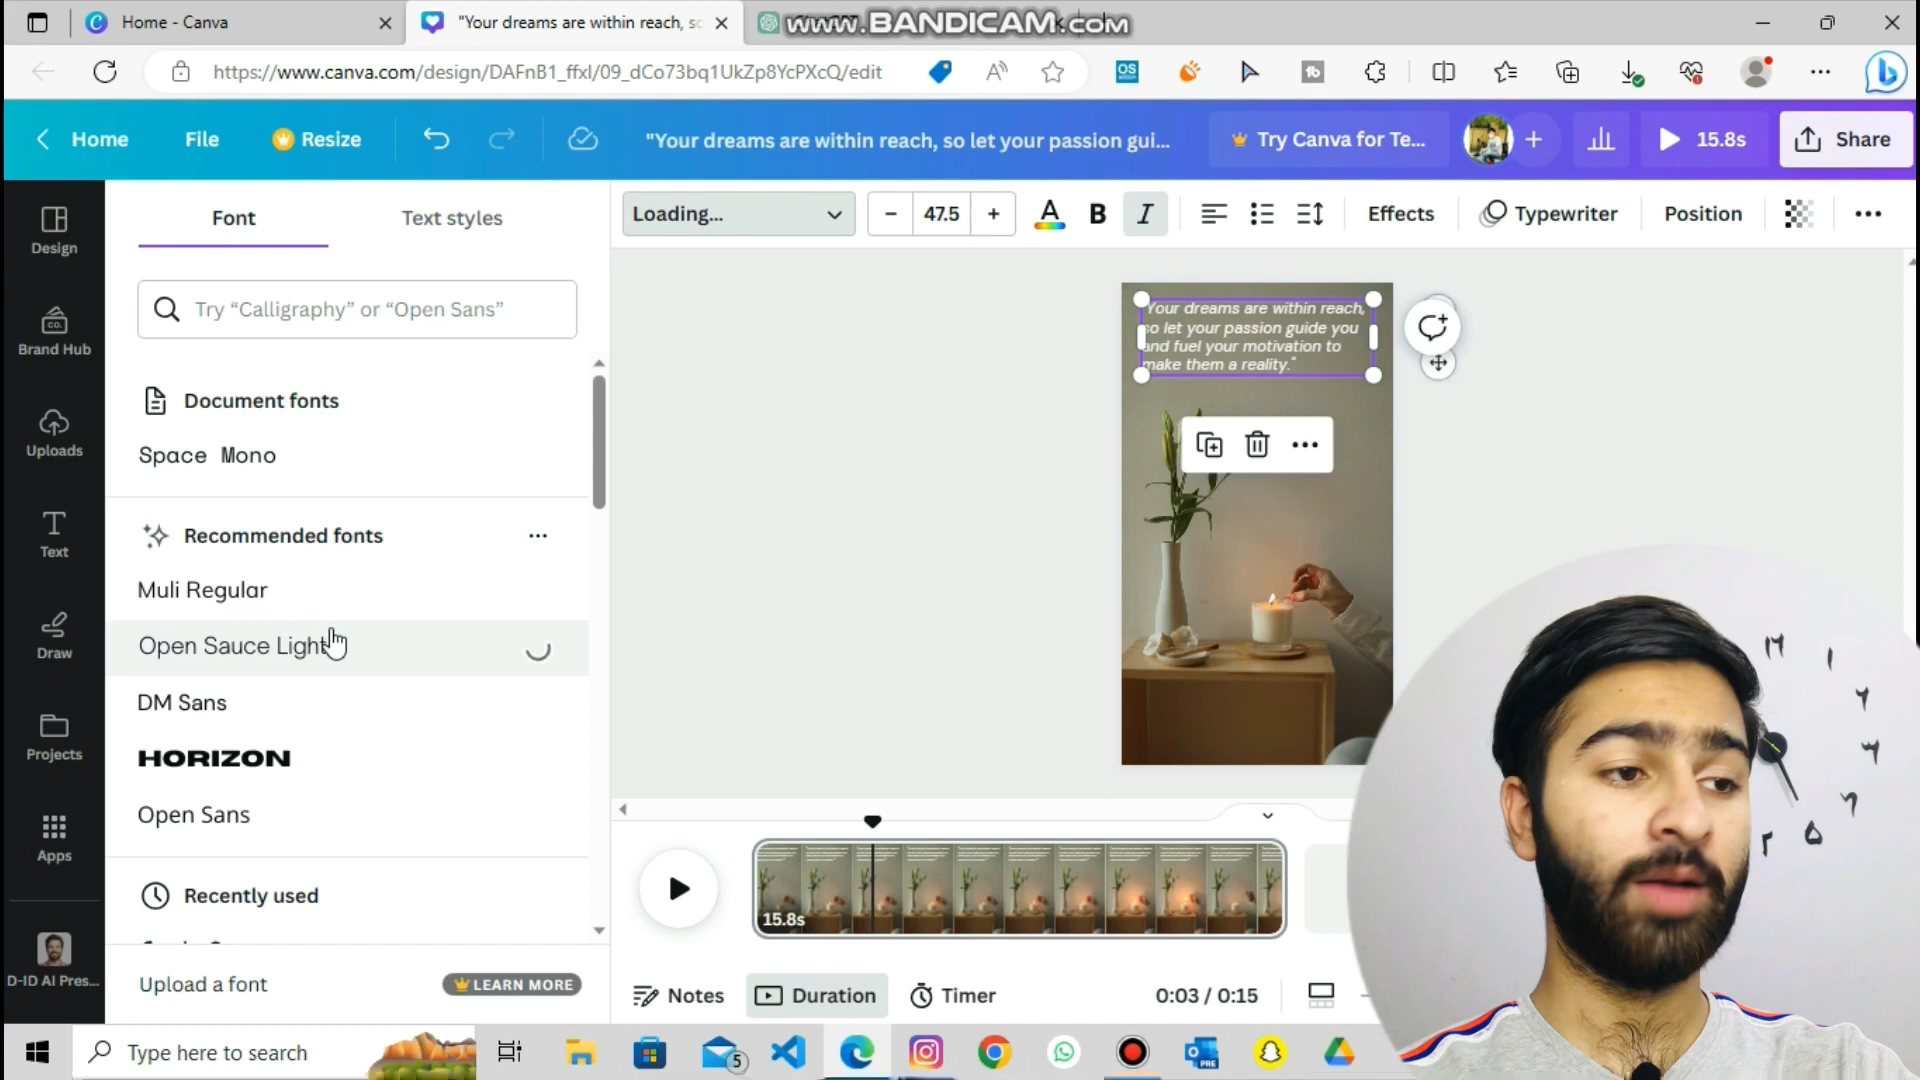 Home - Canva
"Your dreams are within reach, sc
www.BANDICAM.com
https://www.canva.com/design/DAFnB1_ffxI/09_dCo73bq1UkZp8YcPXcQ/edit
Home
File
Resize
"Your dreams are within reach, so let your passion gui...
Try Canva for Te...
15.8s
Share
Design
Brand Hub
Uploads
Text
Draw
Projects
Apps
D-ID AI Pres...
Font
Text styles
Try “Calligraphy” or “Open Sans”
Document fonts
Space Mono
Recommended fonts
Muli Regular
Open Sauce Light
DM Sans
HORIZON
Open Sans
Recently used
Upload a font
LEARN MORE
Loading...
47.5
Effects
Typewriter
Position
"Your dreams are within reach,
so let your passion guide you
and fuel your motivation to
make them a reality."
15.8s
Notes
Duration
Timer
0:03 / 0:15
Type here to search
5